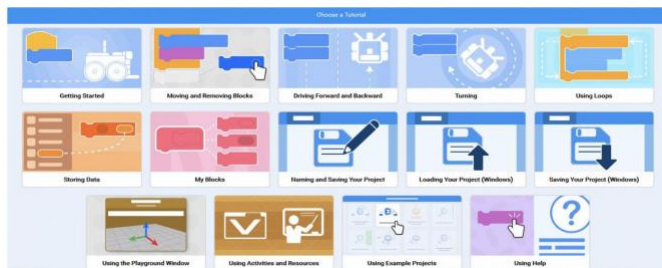 Choose a Tutorial
Getting Started
Moving and Removing Blocks
Driving Forward and Backward
Turning
Using Loops
Storing Data
My Blocks
Naming and Saving Your Project
Loading Your Project (Windows)
Saving Your Project (Windows)
Using the Playground Window
Using Activities and Resources
Using Example Projects
Using Help